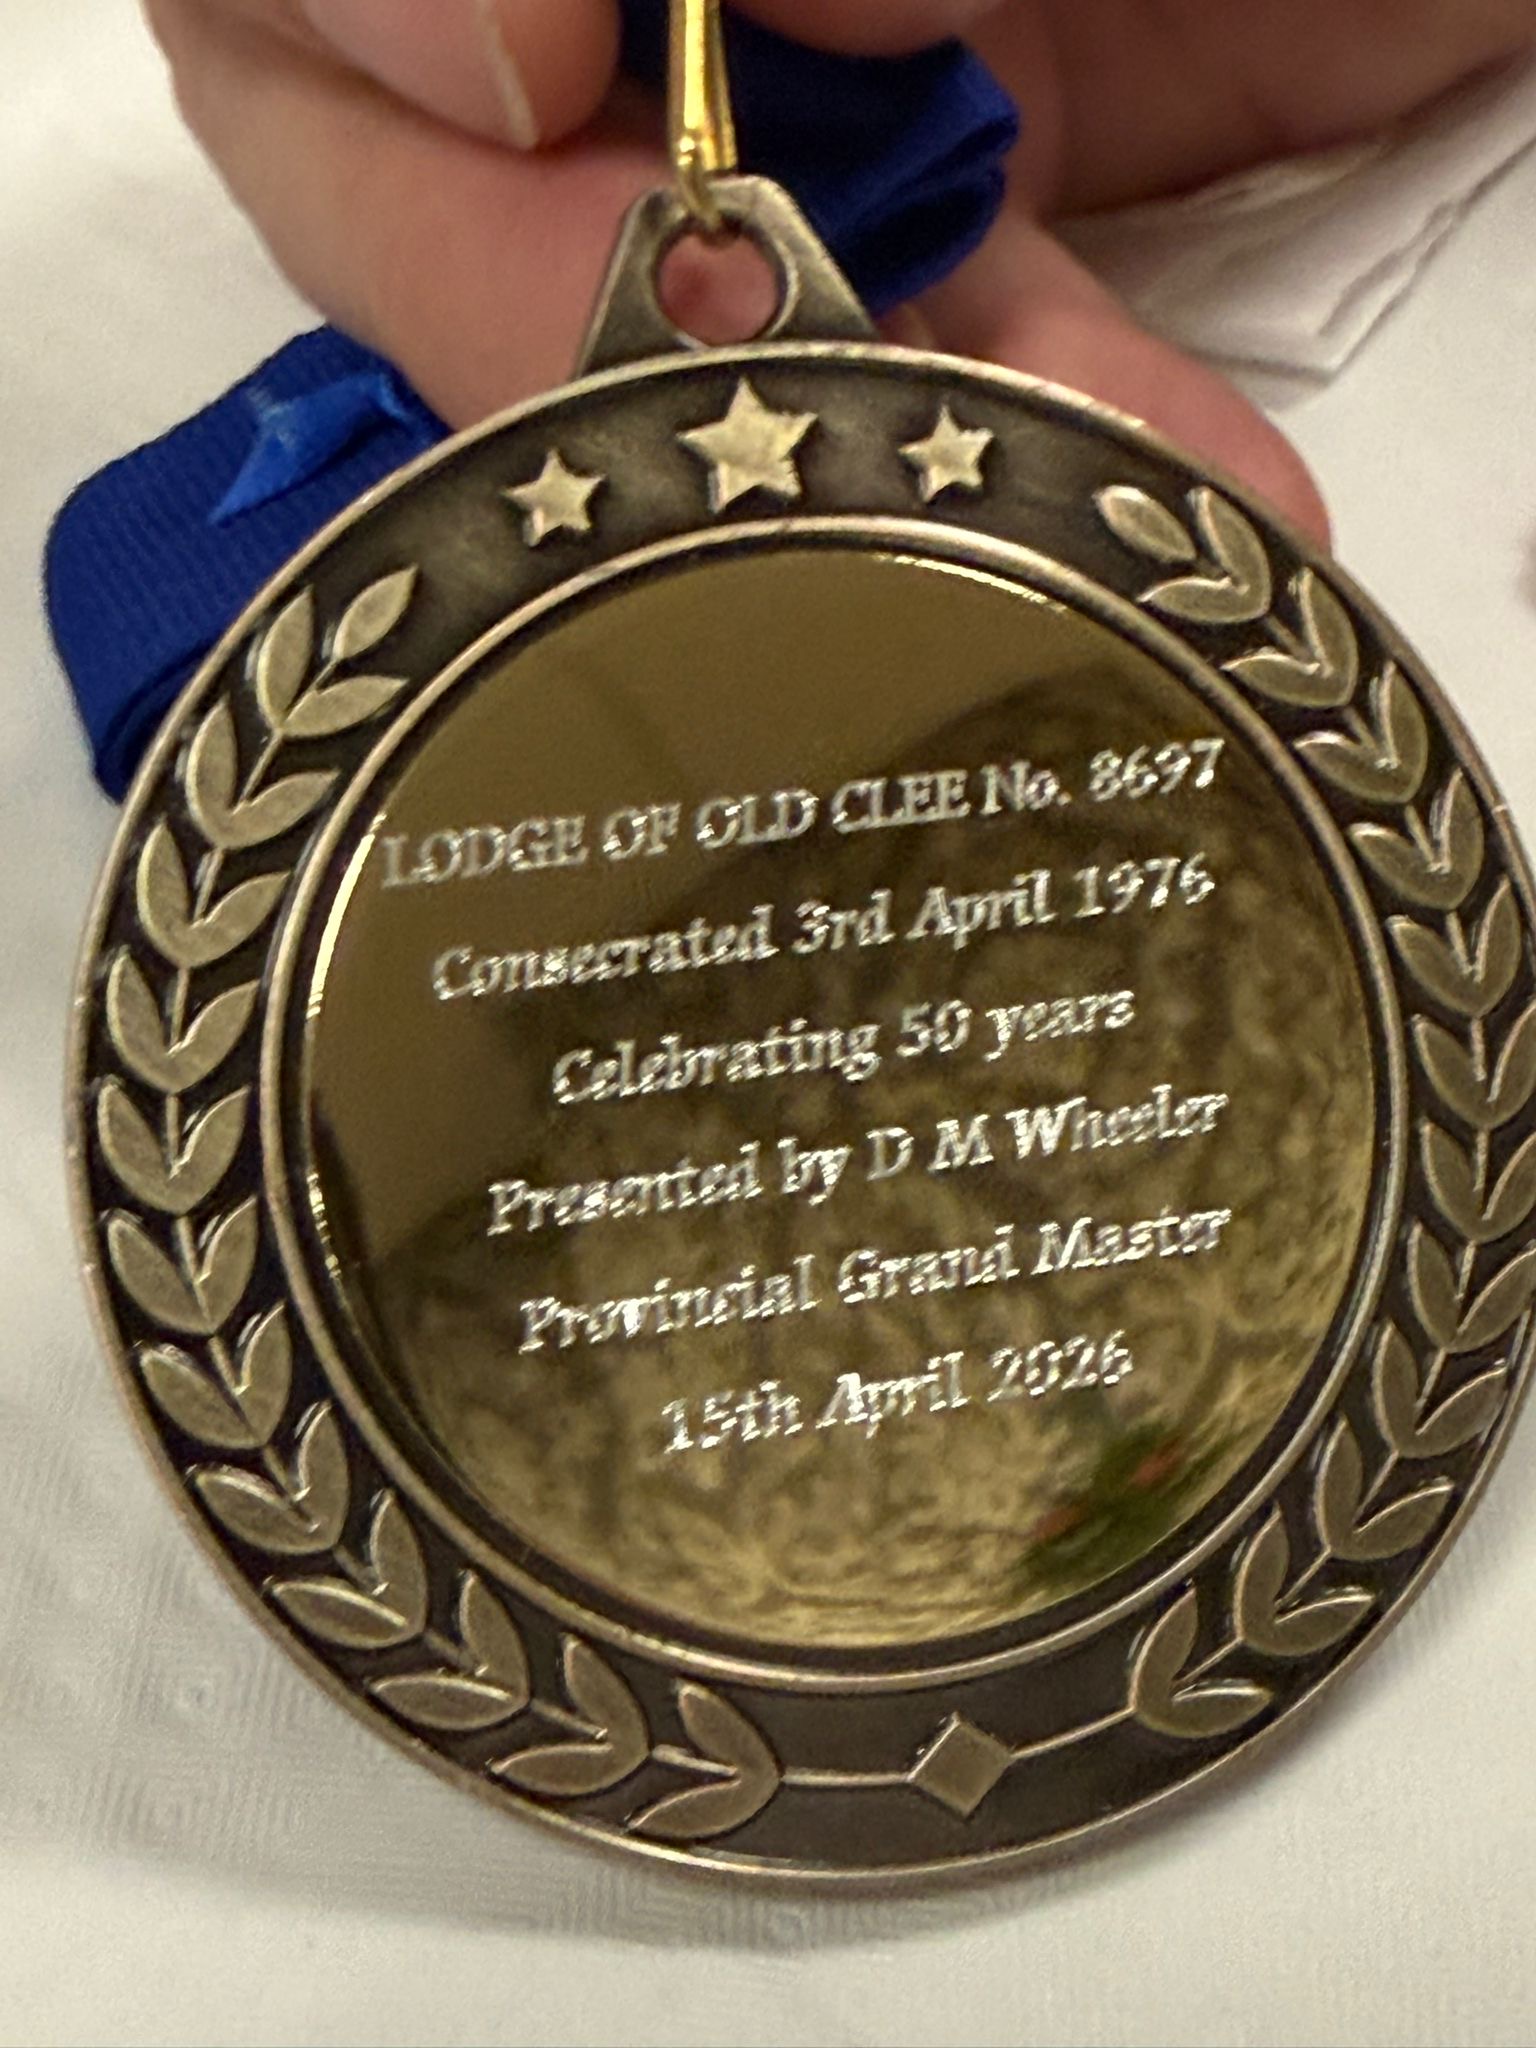 LODGE OF OLD CLEE No. 8697
Consecrated 3rd April 1976
Celebrating 50 years
Presented by D M Wheeler
Provincial Grand Master
15th April 2026